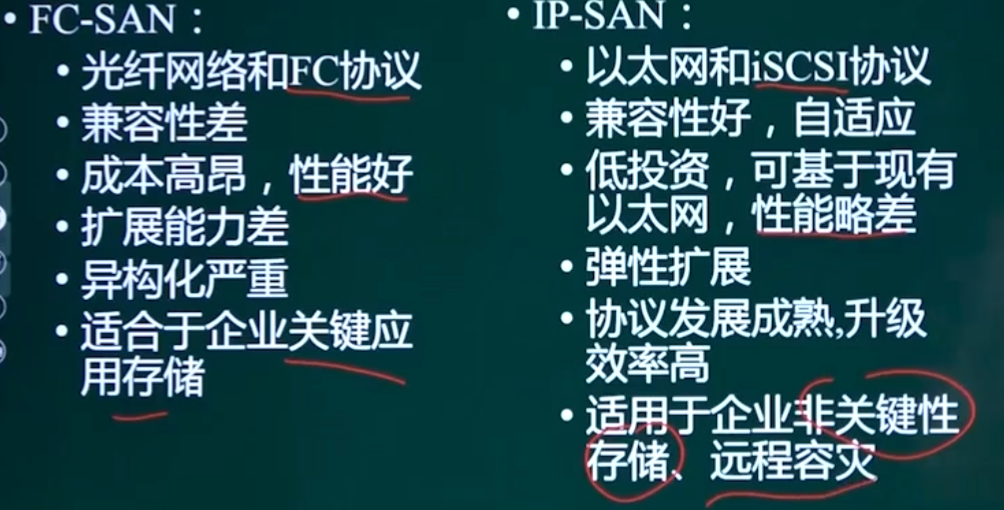 • FC-SAN：
• 光纤网络和FC协议
• 兼容性差
• 成本高昂，性能好
• 扩展能力差
• 异构化严重
• 适合于企业关键应
用存储
• IP-SAN：
• 以太网和iSCSI协议
• 兼容性好，自适应
• 低投资，可基于现有
以太网，性能略差
• 弹性扩展
• 协议发展成熟,升级
效率高
• 适用于企业非关键性
存储、远程容灾